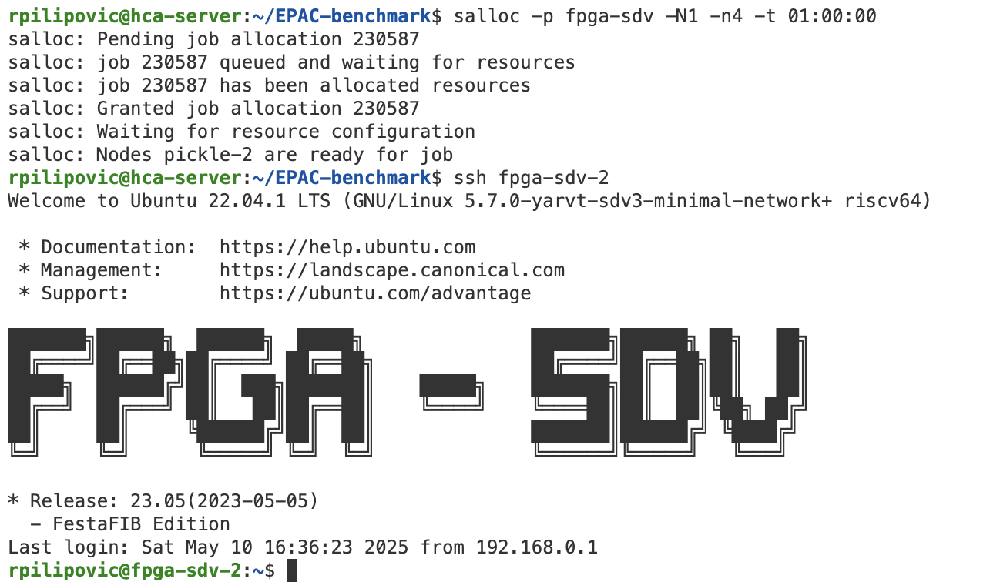 rpilipovic@hca-server:~/EPAC-benchmark$ salloc -p fpga-sdv -N1 -n4 -t 01:00:00
salloc: Pending job allocation 230587
salloc: job 230587 queued and waiting for resources
salloc: job 230587 has been allocated resources
salloc: Granted job allocation 230587
salloc: Waiting for resource configuration
salloc: Nodes pickle-2 are ready for job
rpilipovic@hca-server:~/EPAC-benchmark$ ssh fpga-sdv-2
Welcome to Ubuntu 22.04.1 LTS (GNU/Linux 5.7.0-yarvt-sdv3-minimal-network+ riscv64)
* Documentation:  https://help.ubuntu.com
* Management:     https://landscape.canonical.com
* Support:        https://ubuntu.com/advantage
FPGA - SDV
* Release: 23.05(2023-05-05)
- FestaFIB Edition
Last login: Sat May 10 16:36:23 2025 from 192.168.0.1
rpilipovic@fpga-sdv-2:~$